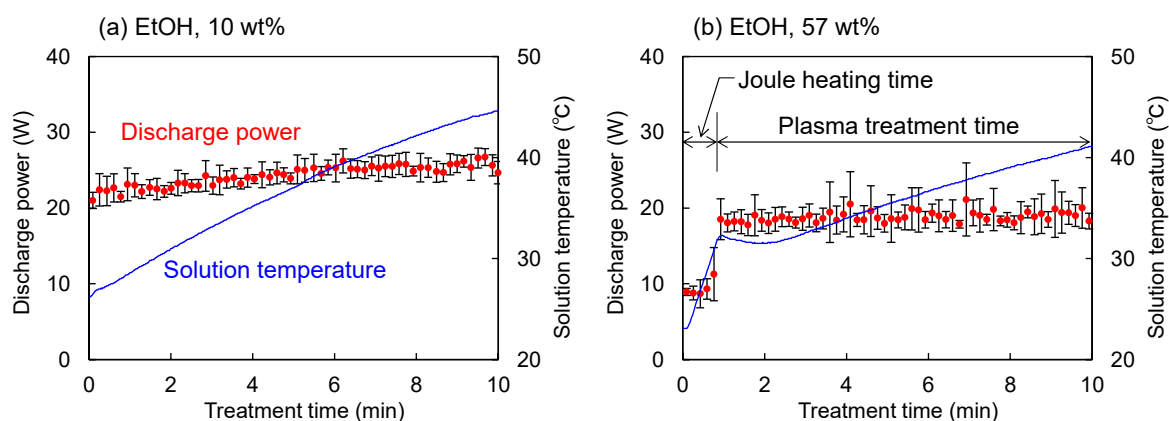 (a) EtOH, 10 wt%
Discharge power (W)
40
30
20
10
0
Discharge power
Solution temperature
50
40
30
20
Solution temperature (℃)
0 2 4 6 8 10
Treatment time (min)
(b) EtOH, 57 wt%
Discharge power (W)
40
30
20
10
0
Joule heating time
Plasma treatment time
50
40
30
20
Solution temperature (℃)
0 2 4 6 8 10
Treatment time (min)